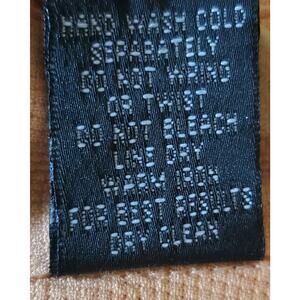 HAND WASH COLD
SEPARATELY
DO NOT WRING
OR TWIST
DO NOT BLEACH
LINE DRY
WARM IRON
FOR BEST RESULTS
DRY CLEAN